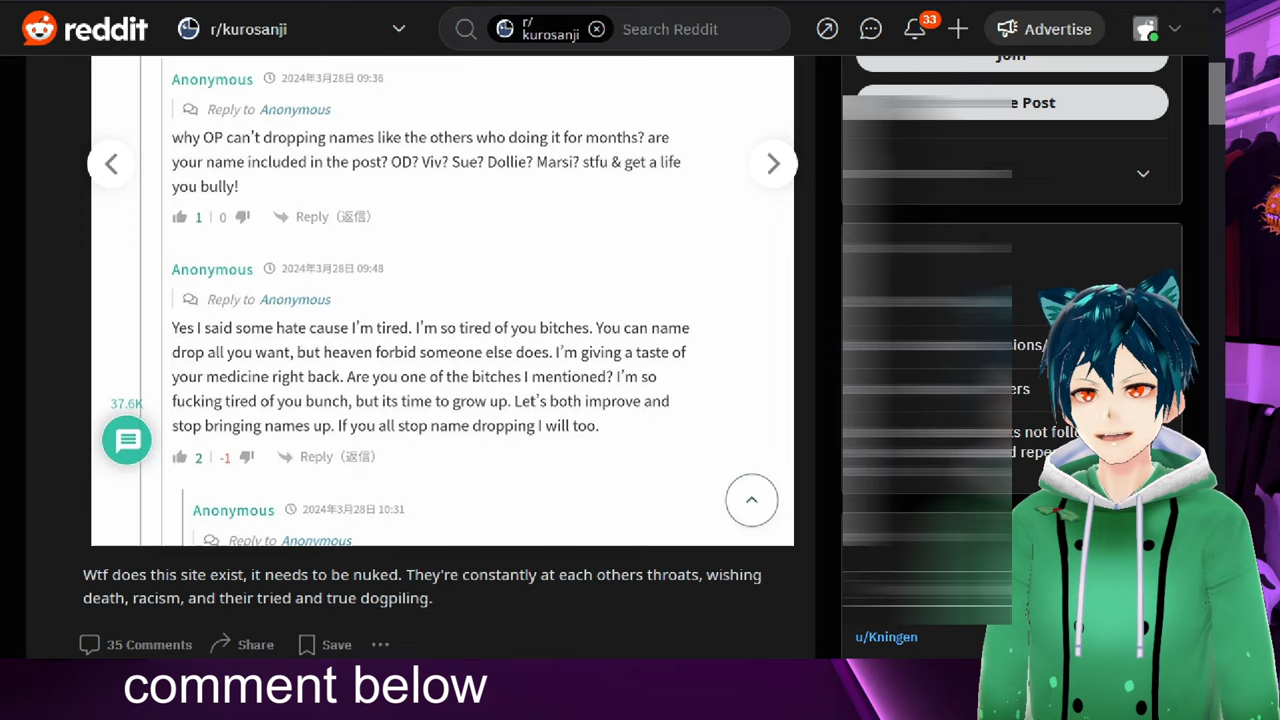 reddit
r/kurosanji
r/
kurosanji
Search Reddit
33
Advertise
Join
e Post
Anonymous 2024年3月28日 09:36
Reply to Anonymous
why OP can't dropping names like the others who doing it for months? are
your name included in the post? OD? Viv? Sue? Dollie? Marsi? stfu & get a life
you bully!
1 | 0 Reply (返信)
Anonymous 2024年3月28日 09:48
Reply to Anonymous
Yes I said some hate cause I'm tired. I'm so tired of you bitches. You can name
drop all you want, but heaven forbid someone else does. I'm giving a taste of
your medicine right back. Are you one of the bitches I mentioned? I'm so
fucking tired of you bunch, but its time to grow up. Let's both improve and
stop bringing names up. If you all stop name dropping I will too.
37.6K
2 | -1 Reply (返信)
Anonymous 2024年3月28日 10:31
Reply to Anonymous
sions/
ers
ts not foll
d repe
Wtf does this site exist, it needs to be nuked. They're constantly at each others throats, wishing
death, racism, and their tried and true dogpiling.
35 Comments Share Save
u/Kningen
comment below